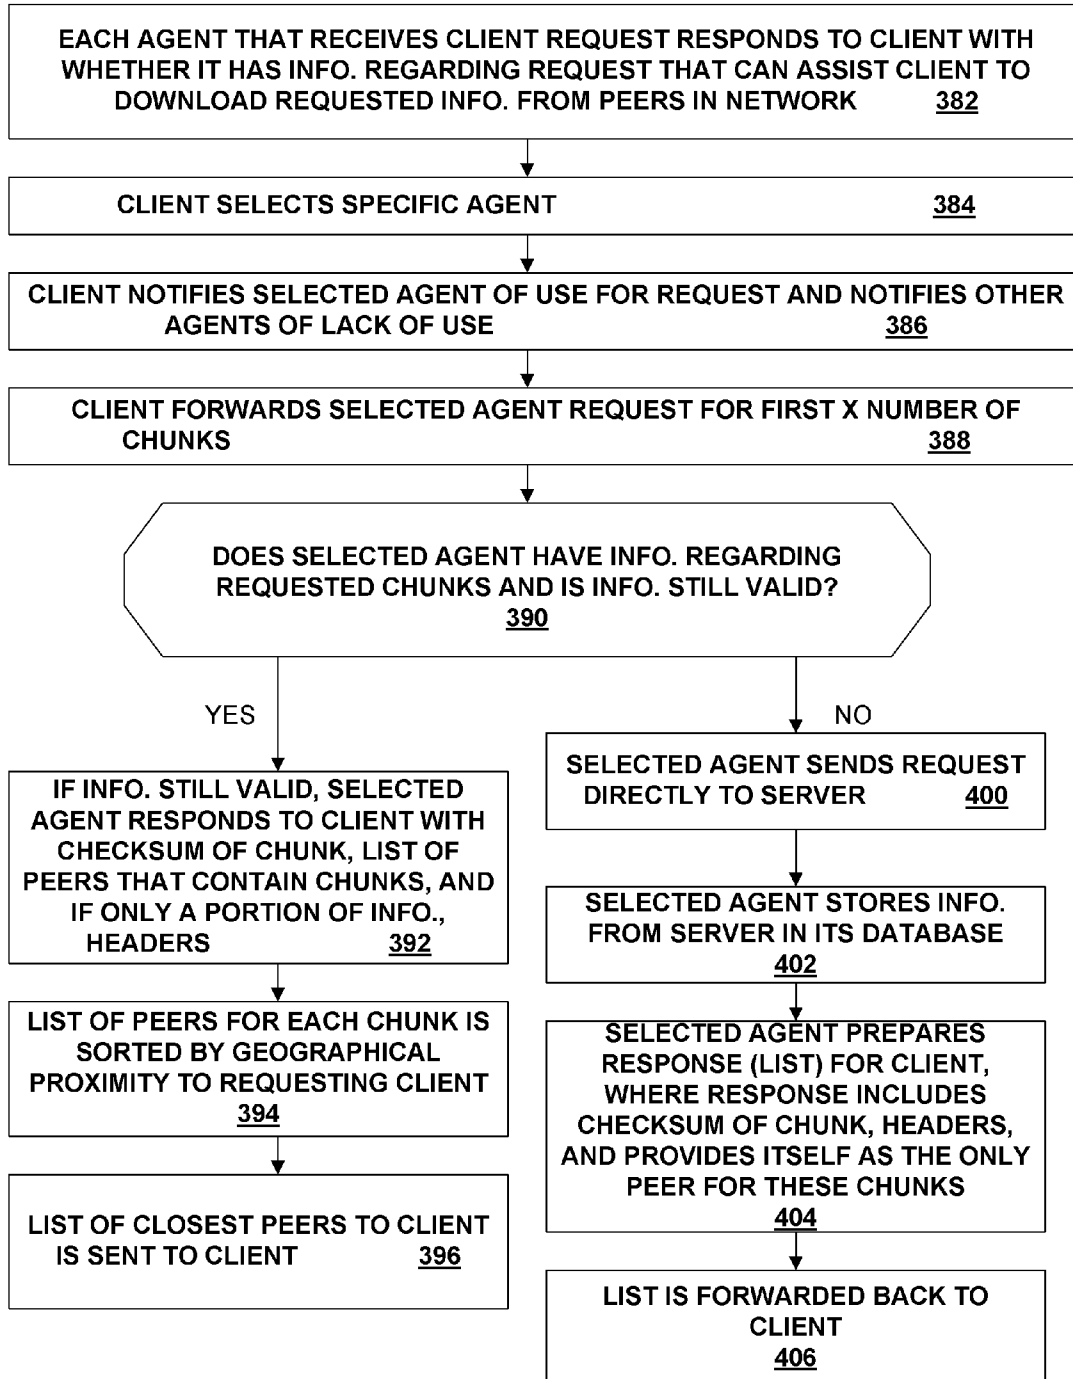 EACH AGENT THAT RECEIVES CLIENT REQUEST RESPONDS TO CLIENT WITH
WHETHER IT HAS INFO. REGARDING REQUEST THAT CAN ASSIST CLIENT TO
DOWNLOAD REQUESTED INFO. FROM PEERS IN NETWORK 382
CLIENT SELECTS SPECIFIC AGENT 384
CLIENT NOTIFIES SELECTED AGENT OF USE FOR REQUEST AND NOTIFIES OTHER
AGENTS OF LACK OF USE 386
CLIENT FORWARDS SELECTED AGENT REQUEST FOR FIRST X NUMBER OF
CHUNKS 388
DOES SELECTED AGENT HAVE INFO. REGARDING
REQUESTED CHUNKS AND IS INFO. STILL VALID?
390
YES
IF INFO. STILL VALID, SELECTED
AGENT RESPONDS TO CLIENT WITH
CHECKSUM OF CHUNK, LIST OF
PEERS THAT CONTAIN CHUNKS, AND
IF ONLY A PORTION OF INFO.,
HEADERS 392
LIST OF PEERS FOR EACH CHUNK IS
SORTED BY GEOGRAPHICAL
PROXIMITY TO REQUESTING CLIENT
394
LIST OF CLOSEST PEERS TO CLIENT
IS SENT TO CLIENT 396
NO
SELECTED AGENT SENDS REQUEST
DIRECTLY TO SERVER 400
SELECTED AGENT STORES INFO.
FROM SERVER IN ITS DATABASE
402
SELECTED AGENT PREPARES
RESPONSE (LIST) FOR CLIENT,
WHERE RESPONSE INCLUDES
CHECKSUM OF CHUNK, HEADERS,
AND PROVIDES ITSELF AS THE ONLY
PEER FOR THESE CHUNKS
404
LIST IS FORWARDED BACK TO
CLIENT
406